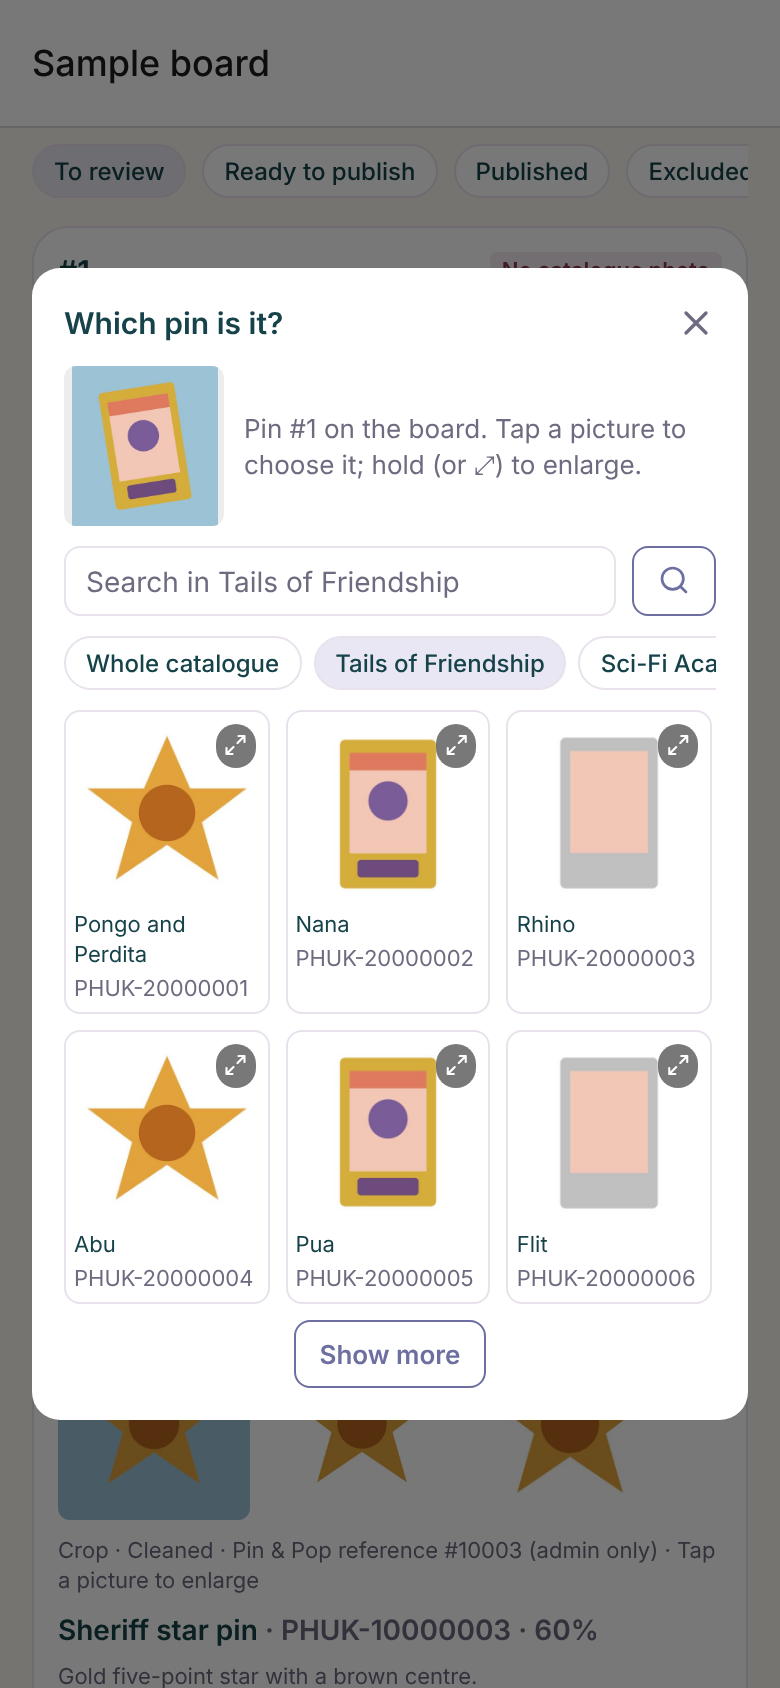 Sample board
To review
Ready to publish
Published
Excluded
#1
No catalogue photo
Which pin is it?
Pin #1 on the board. Tap a picture to
choose it; hold (or ⤢) to enlarge.
Search in Tails of Friendship
Whole catalogue
Tails of Friendship
Sci-Fi Aca
Pongo and
Perdita
PHUK-20000001
Nana
PHUK-20000002
Rhino
PHUK-20000003
Abu
PHUK-20000004
Pua
PHUK-20000005
Flit
PHUK-20000006
Show more
Crop · Cleaned · Pin & Pop reference #10003 (admin only) · Tap
a picture to enlarge
Sheriff star pin · PHUK-10000003 · 60%
Gold five-point star with a brown centre.